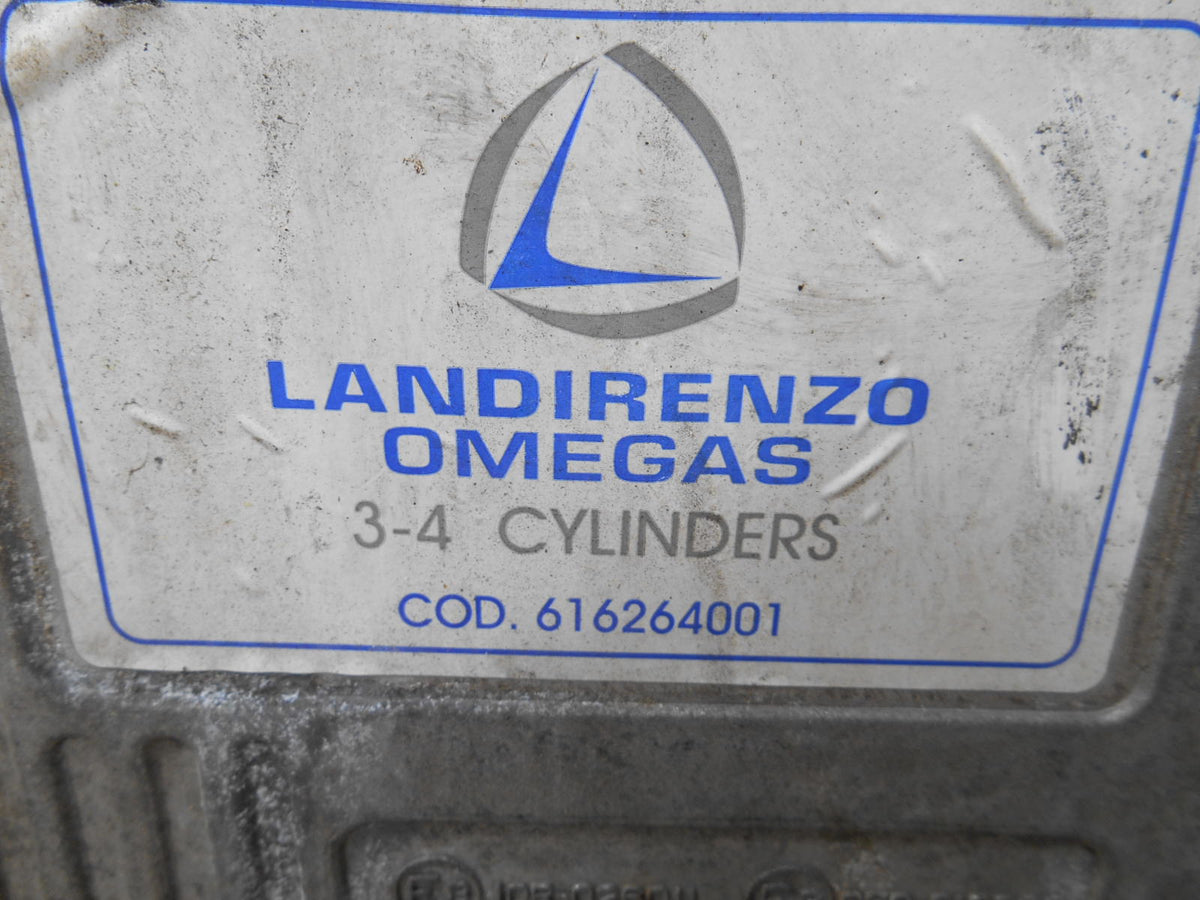 LANDIRENZO
OMEGAS
3-4 CYLINDERS
COD. 616264001